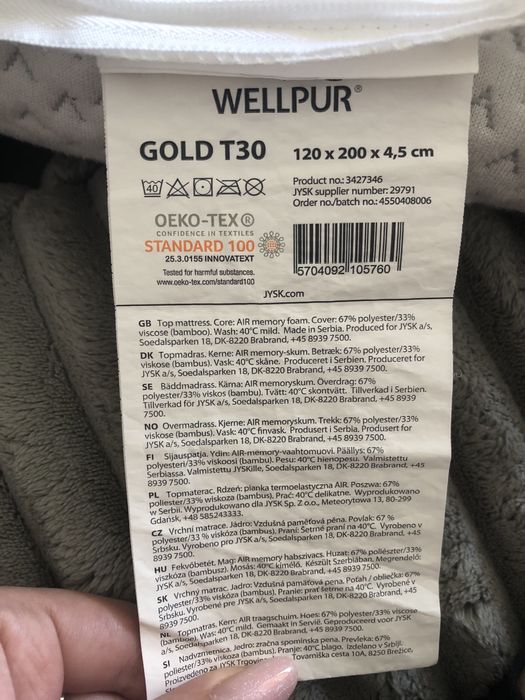 WELLPUR®
GOLD T30 120 x 200 x 4,5 cm
40
Product no.: 3427346
JYSK supplier number: 29791
Order no./batch no.: 4550408006
OEKO-TEX®
CONFIDENCE IN TEXTILES
STANDARD 100
25.3.0155 INNOVATEXT
Tested for harmful substances.
www.oeko-tex.com/standard100
5704092 105760
JYSK.com
GB Top mattress. Core: AIR memory foam. Cover: 67% polyester/33%
viscose (bamboo). Wash: 40°C mild. Made in Serbia. Produced for JYSK a/s,
Soedalsparken 18, DK-8220 Brabrand, +45 8939 7500.
DK Topmadras. Kerne: AIR memory-skum. Betræk: 67% polyester/33%
viskose (bambus). Vask: 40°C skåne. Produceret i Serbien. Produceret for
JYSK a/s, Soedalsparken 18, DK-8220 Brabrand, +45 8939 7500.
SE Bäddmadrass. Kärna: AIR memoryskum. Överdrag: 67%
polyester/33% viskos (bambu). Tvätt: 40°C skontvätt. Tillverkad i Serbien.
Tillverkad för JYSK a/s, Soedalsparken 18, DK-8220 Brabrand, +45 8939 7500.
NO Overmadrass. Kjerne: AIR memoryskum. Trekk: 67% polyester/33%
viskose (bambus). Vask: 40°C finvask. Produsert i Serbia. Produsert for
JYSK a/s, Soedalsparken 18, DK-8220 Brabrand, +45 8939 7500.
FI Sijauspatja. Ydin: AIR-memory-vaahtomuovi. Päällys: 67%
polyesteri/33% viskoosi (bambu). Pesu: 40°C hienopesu. Valmistettu
Serbiassa. Valmistettu JYSKille, Soedalsparken 18, DK-8220 Brabrand, +45
8939 7500.
PL Topmaterac. Rdzeń: pianka termoelastyczna AIR. Poszwa: 67%
poliester/33% wiskoza (bambus). Prać: 40°C delikatne. Wyprodukowano
w Serbii. Wyprodukowano dla JYSK Sp. Z o.o., Meteorytowa 13, 80-299
Gdańsk, +48 585243333.
CZ Vrchní matrace. Jádro: Vzdušná paměťová pěna. Povlak: 67 %
polyester/33 % viskóza (bambus). Praní: Šetrné praní na 40°C. Vyrobeno v
Srbsku. Vyrobeno pro JYSK a/s, Soedalsparken 18, DK-8220 Brabrand, +45
8939 7500.
HU Fekvőbetét. Mag: AIR memory habszivacs. Huzat: 67% poliészter/33%
viszkóza (bambusz). Mosás: 40°C kímélő. Készült Szerbiában. Megrendelő:
JYSK a/s, Soedalsparken 18, DK-8220 Brabrand, +45 8939 7500.
SK Vrchný matrac. Jadro: Vzdušná pamäťová pena. Poťah / obliečka: 67%
polyester/33% viskóza (bambus). Pranie: prať šetrne na 40°C. Vyrobené v
Srbsku. Vyrobené pre JYSK a/s, Soedalsparken 18, DK-8220 Brabrand, +45
8939 7500.
NL Topmatras. Kern: AIR traagschuim. Hoes: 67% polyester/33% viscose
(bamboe). Was: 40°C mild. Gemaakt in Servië. Geproduceerd voor JYSK
a/s, Soedalsparken 18, DK-8220 Brabrand, +45 8939 7500.
SI Nadvzmetnica. Jedro: zračna spominska pena. Prevleka: 67%
poliester/33% viskoza (bambus). Pranje: 40°C blago. Izdelano v Srbiji.
Proizvedeno za JYSK Trgovina Tovarniška cesta 10A, 8250 Brežice,